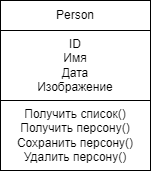 Person
ID
Имя
Дата
Изображение
Получить список()
Получить персону()
Сохранить персону()
Удалить персону()